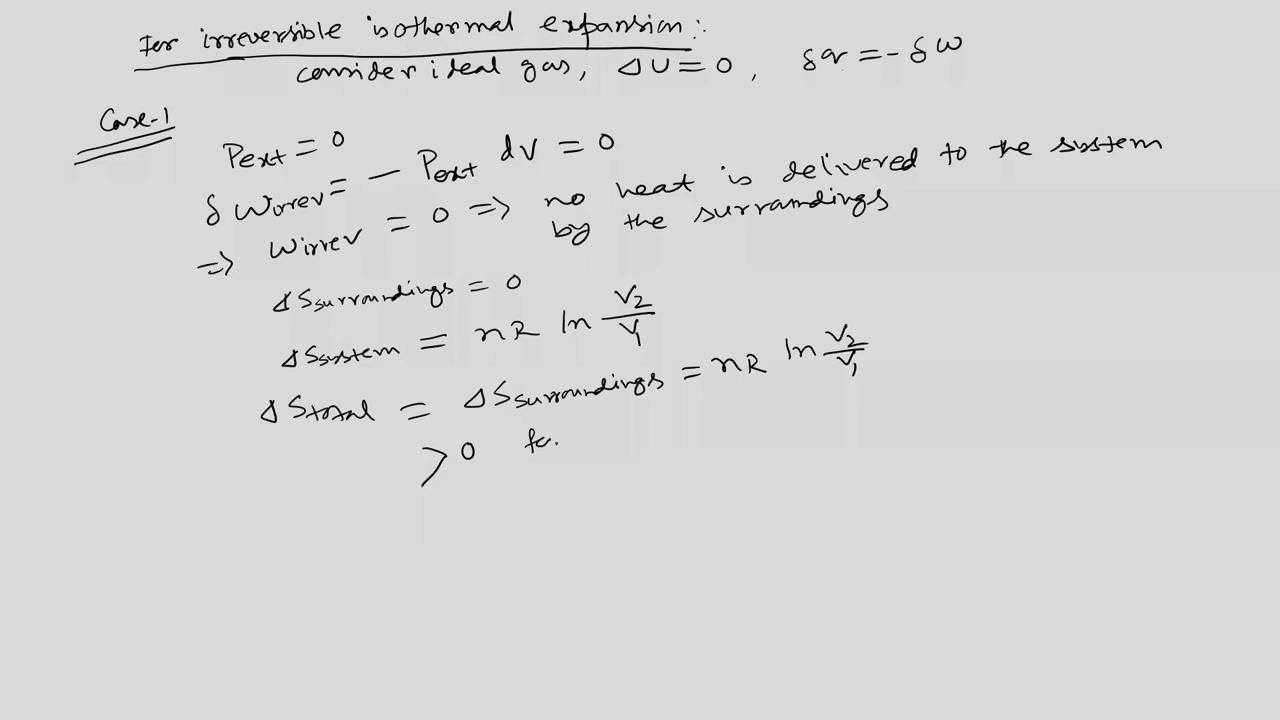 For irreversible isothermal expansion:
consider ideal gas, ΔU = 0, δq = - δw
Case-1
Pext = 0
δWirrev = - Pext dV = 0
⇒ Wirrev = 0 ⇒ no heat is delivered to the system
by the surroundings
ΔSsurroundings = 0
ΔSsystem = nR ln V2/V1
ΔStotal = ΔSsurroundings = nR ln V2/V1
> 0 fo